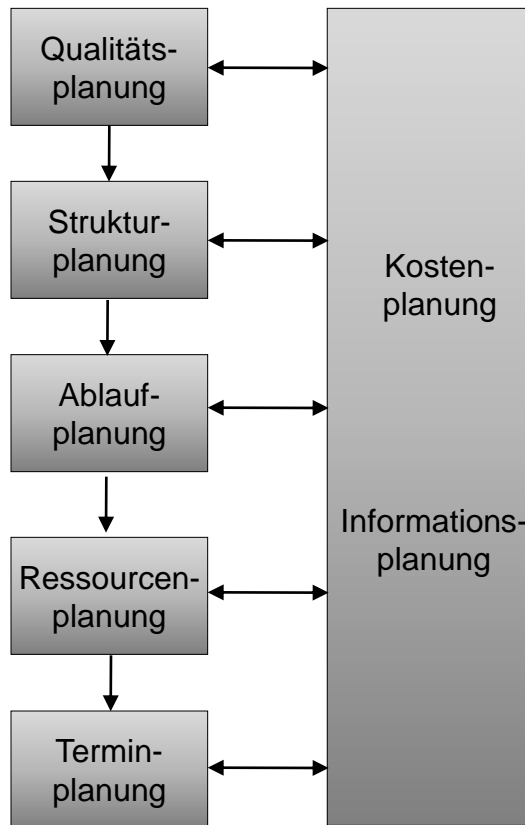 Qualitäts-
planung
Struktur-
planung
Ablauf-
planung
Ressourcen-
planung
Termin-
planung
Kosten-
planung
Informations-
planung